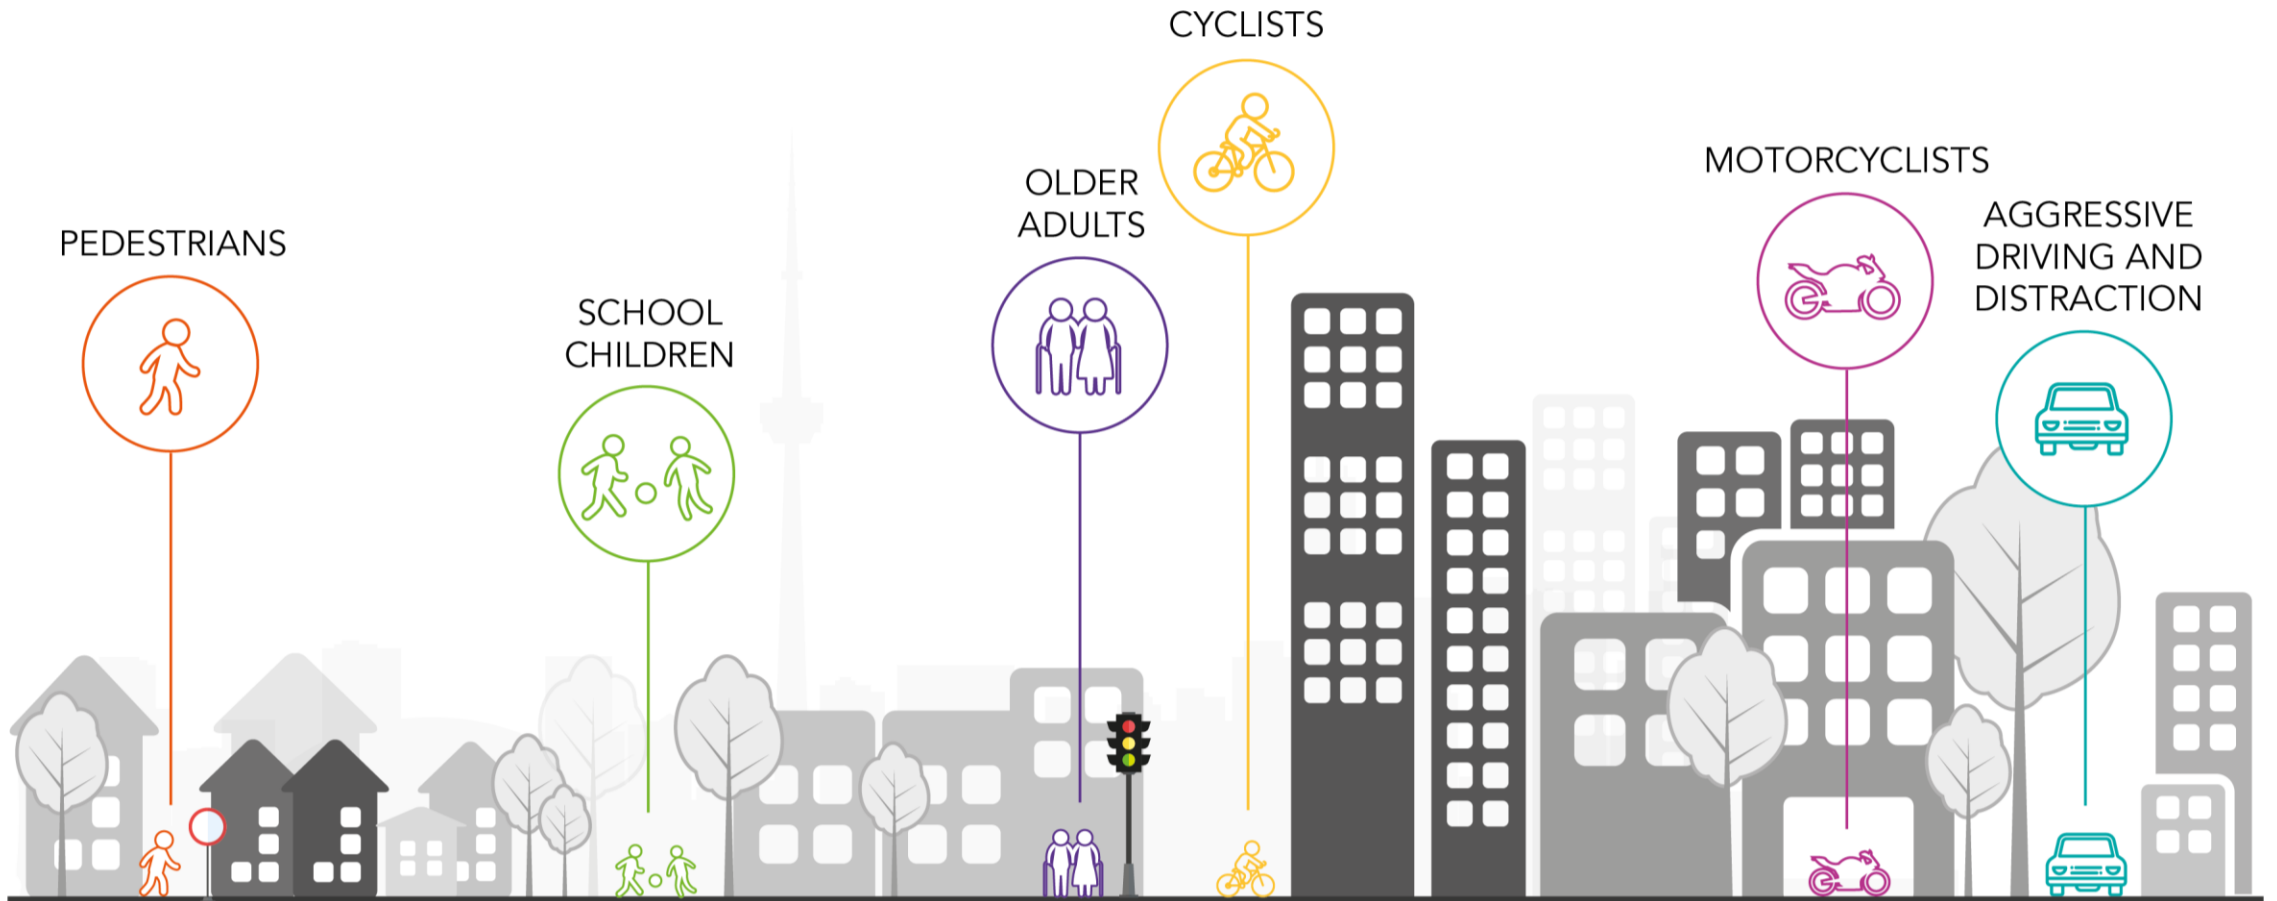 PEDESTRIANS
SCHOOL
CHILDREN
OLDER
ADULTS
CYCLISTS
MOTORCYCLISTS
AGGRESSIVE
DRIVING AND
DISTRACTION